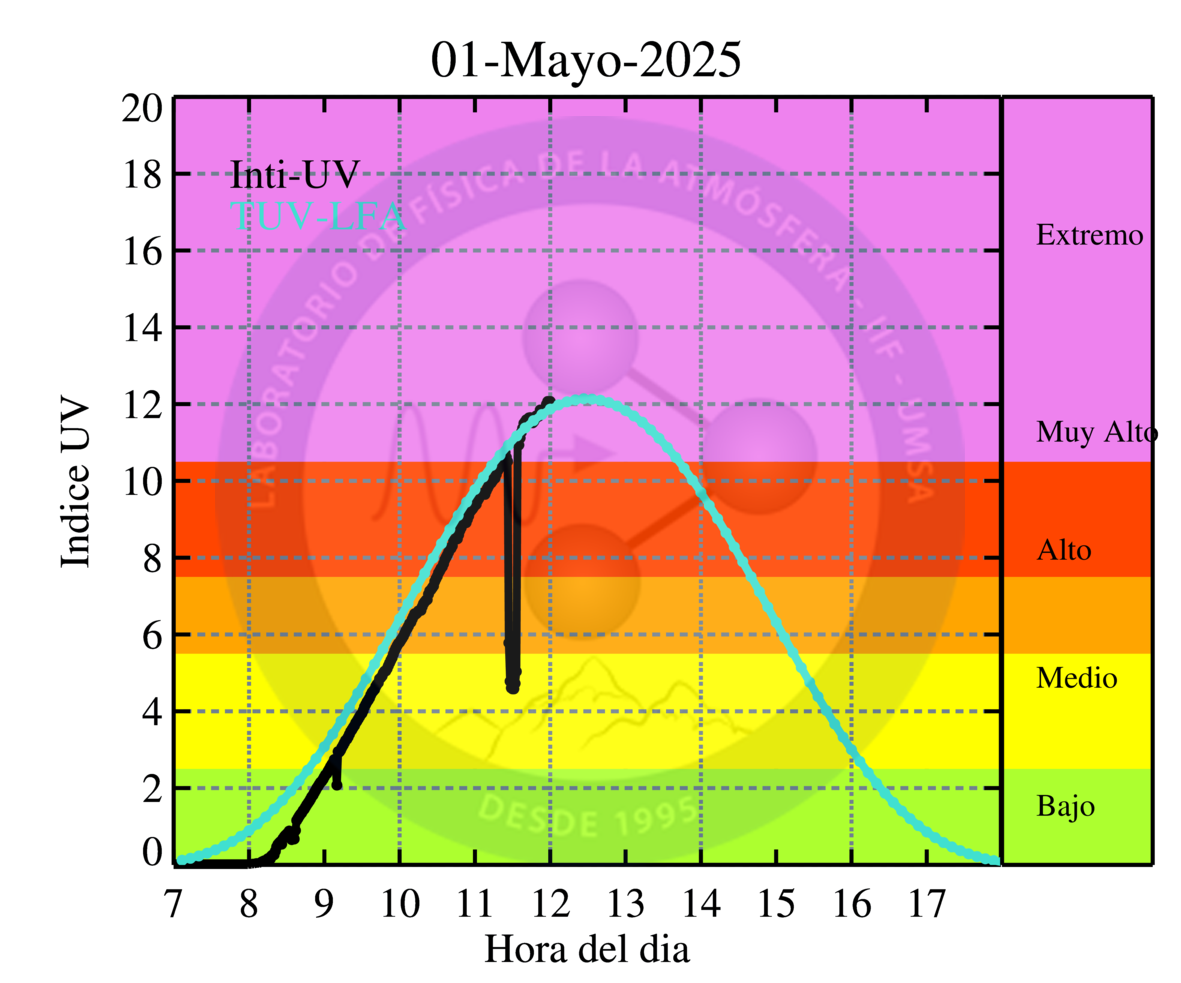 01-Mayo-2025
Indice UV
20
18
16
14
12
10
8
6
4
2
0
Inti-UV
TUV-LFA
LABORATORIO DE FÍSICA DE LA ATMÓSFERA - IIF - UMSA
DESDE 1995
Extremo
Muy Alto
Alto
Medio
Bajo
7 8 9 10 11 12 13 14 15 16 17
Hora del dia